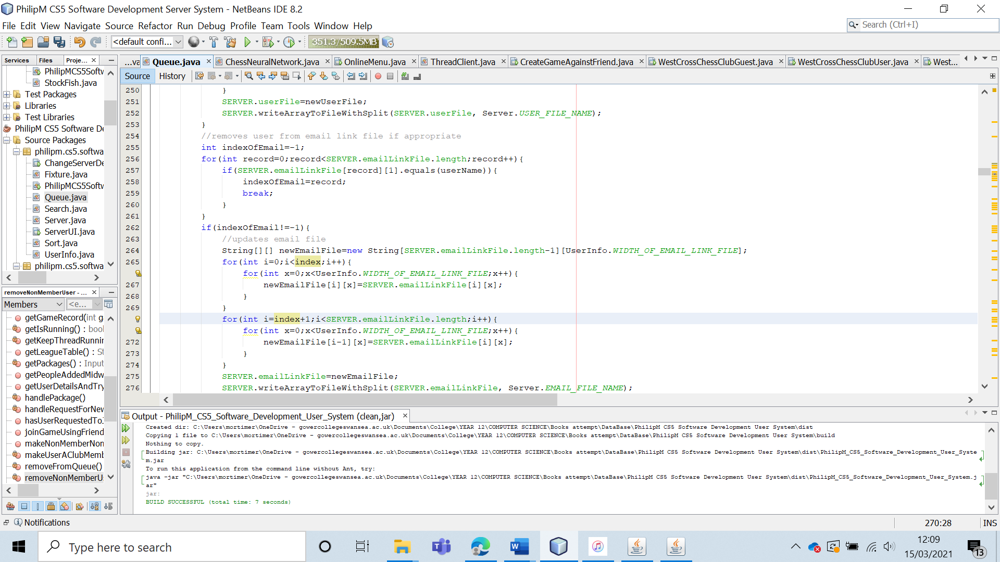 PhilipM CS5 Software Development Server System - NetBeans IDE 8.2
File Edit View Navigate Source Refactor Run Debug Profile Team Tools Window Help
Search (Ctrl+I)
<default confi...
351.3/509.5MB
Services Files Proje...
...va Queue.java ChessNeuralNetwork.java OnlineMenu.java ThreadClient.java CreateGameAgainstFriend.java WestCrossChessClubGuest.java WestCrossChessClubUser.java West...
Source History
PhilipMCS5Softw
StockFish.java
Test Packages
Libraries
Test Libraries
PhilipM CS5 Software De
Source Packages
philipm.cs5.softwa
ChangeServerDe
Fixture.java
PhilipMCS5Softw
Queue.java
Search.java
Server.java
ServerUI.java
Sort.java
UserInfo.java
philipm.cs5.softwa
removeNonMemberUser - ...
Members <e...
getGameRecord(int g
getIsRunning() : bool
getKeepThreadRunnin
getLeagueTable() : St
getPackages() : Input
getPeopleAddedMidw
getUserDetailsAndTry
handlePackage()
handleRequestForNew
hasUserRequestedTo
joinGameUsingFriend
makeNonMemberNon
makeUserAClubMemb
removeFromQueue()
removeNonMemberU
250 }
251 SERVER.userFile=newUserFile;
252 SERVER.writeArrayToFileWithSplit(SERVER.userFile, Server.USER_FILE_NAME);
253 }
254 //removes user from email link file if appropriate
255 int indexOfEmail=-1;
256 for(int record=0;record<SERVER.emailLinkFile.length;record++){
257 if(SERVER.emailLinkFile[record][1].equals(userName)){
258 indexOfEmail=record;
259 break;
260 }
261 }
262 if(indexOfEmail!=-1){
263 //updates email file
264 String[][] newEmailFile=new String[SERVER.emailLinkFile.length-1][UserInfo.WIDTH_OF_EMAIL_LINK_FILE];
265 for(int i=0;i<index;i++){
for(int x=0;x<UserInfo.WIDTH_OF_EMAIL_LINK_FILE;x++){
267 newEmailFile[i][x]=SERVER.emailLinkFile[i][x];
268 }
269 }
for(int i=index+1;i<SERVER.emailLinkFile.length;i++){
for(int x=0;x<UserInfo.WIDTH_OF_EMAIL_LINK_FILE;x++){
272 newEmailFile[i-1][x]=SERVER.emailLinkFile[i][x];
273 }
274 }
275 SERVER.emailLinkFile=newEmailFile;
276 SERVER.writeArrayToFileWithSplit(SERVER.emailLinkFile, Server.EMAIL_FILE_NAME);
Output - PhilipM_CS5_Software_Development_User_System (clean,jar)
Created dir: C:\Users\mortimer\OneDrive - gowercollegeswansea.ac.uk\Documents\College\YEAR 12\COMPUTER SCIENCE\Books attempt\DataBase\PhilipM CS5 Software Development User System\dist
Copying 1 file to C:\Users\mortimer\OneDrive - gowercollegeswansea.ac.uk\Documents\College\YEAR 12\COMPUTER SCIENCE\Books attempt\DataBase\PhilipM CS5 Software Development User System\build
Nothing to copy.
Building jar: C:\Users\mortimer\OneDrive - gowercollegeswansea.ac.uk\Documents\College\YEAR 12\COMPUTER SCIENCE\Books attempt\DataBase\PhilipM CS5 Software Development User System\dist\PhilipM_CS5_Software_Development_User_Syste
m.jar
To run this application from the command line without Ant, try:
java -jar "C:\Users\mortimer\OneDrive - gowercollegeswansea.ac.uk\Documents\College\YEAR 12\COMPUTER SCIENCE\Books attempt\DataBase\PhilipM CS5 Software Development User System\dist\PhilipM_CS5_Software_Development_User_System.j
ar"
jar:
BUILD SUCCESSFUL (total time: 7 seconds)
Notifications
270:28 INS
Type here to search
12:09
15/03/2021
13